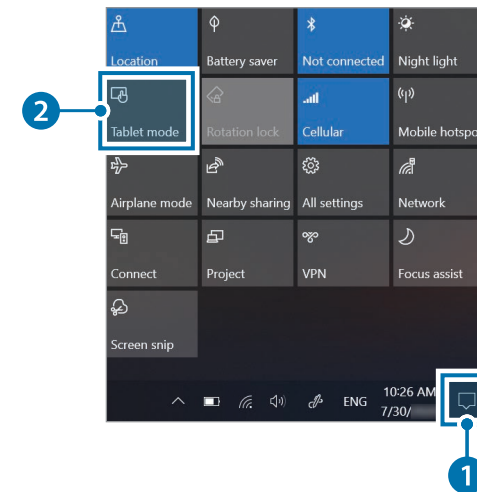 Location Battery saver Not connected Night light
2
Tablet mode Rotation lock Cellular Mobile hotspo
Airplane mode Nearby sharing All settings Network
Connect Project VPN Focus assist
Screen snip
ENG 10:26 AM
7/30/
1